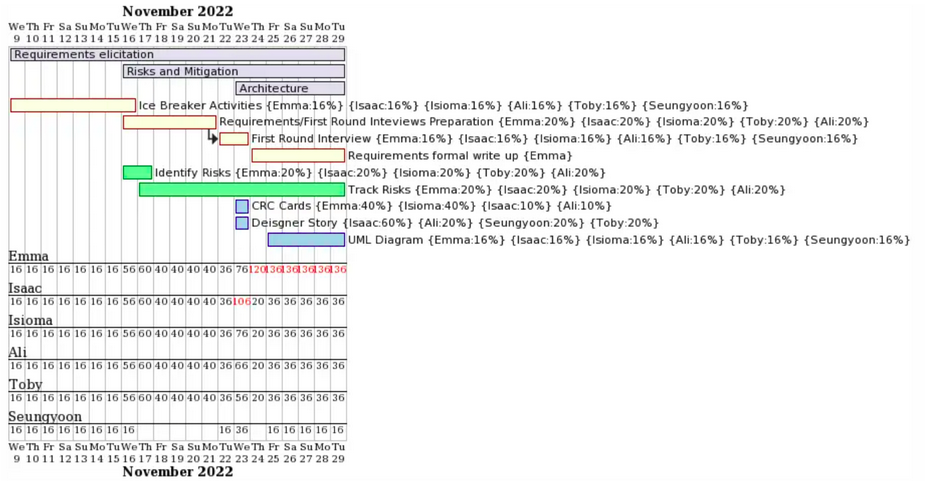 November 2022
We Th Fr Sa Su Mo Tu We Th Fr Sa Su Mo Tu We Th Fr Sa Su Mo Tu
9 10 11 12 13 14 15 16 17 18 19 20 21 22 23 24 25 26 27 28 29
Requirements elicitation
Risks and Mitigation
Architecture
Ice Breaker Activities {Emma:16%} {Isaac:16%} {Isioma:16%} {Ali:16%} {Toby:16%} {Seungyoon:16%}
Requirements/First Round Inteviews Preparation {Emma:20%} {Isaac:20%} {Isioma:20%} {Toby:20%} {Ali:20%}
First Round Interview {Emma:16%} {Isaac:16%} {Isioma:16%} {Ali:16%} {Toby:16%} {Seungyoon:16%}
Requirements formal write up {Emma}
Identify Risks {Emma:20%} {Isaac:20%} {Isioma:20%} {Toby:20%} {Ali:20%}
Track Risks {Emma:20%} {Isaac:20%} {Isioma:20%} {Toby:20%} {Ali:20%}
CRC Cards {Emma:40%} {Isioma:40%} {Isaac:10%} {Ali:10%}
Deisgner Story {Isaac:60%} {Ali:20%} {Seungyoon:20%} {Toby:20%}
UML Diagram {Emma:16%} {Isaac:16%} {Isioma:16%} {Ali:16%} {Toby:16%} {Seungyoon:16%}
Emma
16 16 16 16 16 16 16 56 60 40 40 40 40 36 76 120 136 136 136 136 136
Isaac
16 16 16 16 16 16 16 56 60 40 40 40 40 36 106 20 36 36 36 36 36
Isioma
16 16 16 16 16 16 16 56 60 40 40 40 40 36 76 20 36 36 36 36 36
Ali
16 16 16 16 16 16 16 56 60 40 40 40 40 36 66 20 36 36 36 36 36
Toby
16 16 16 16 16 16 16 56 60 40 40 40 40 36 56 20 36 36 36 36 36
Seungyoon
16 16 16 16 16 16 16 16 16 36 16 16 16 16 16
We Th Fr Sa Su Mo Tu We Th Fr Sa Su Mo Tu We Th Fr Sa Su Mo Tu
9 10 11 12 13 14 15 16 17 18 19 20 21 22 23 24 25 26 27 28 29
November 2022